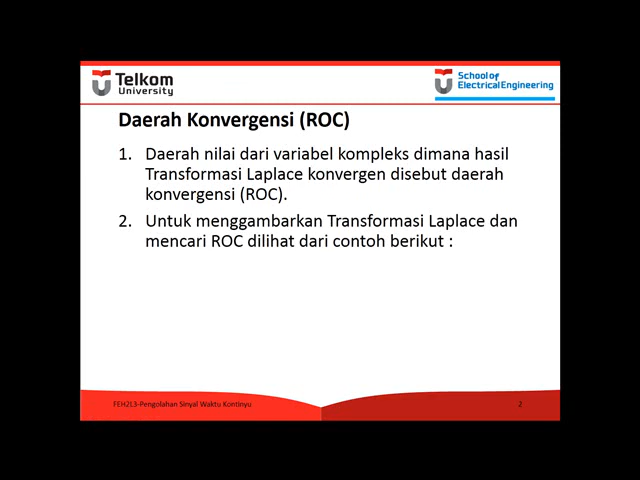 Telkom
University
School of
Electrical Engineering
Daerah Konvergensi (ROC)
1. Daerah nilai dari variabel kompleks dimana hasil
Transformasi Laplace konvergen disebut daerah
konvergensi (ROC).
2. Untuk menggambarkan Transformasi Laplace dan
mencari ROC dilihat dari contoh berikut :
FEH2L3-Pengolahan Sinyal Waktu Kontinyu
2